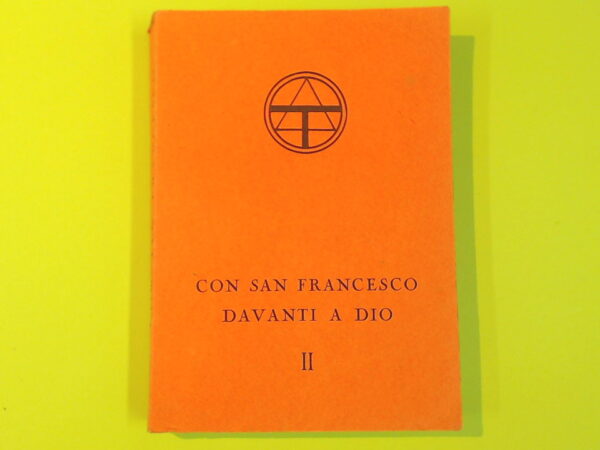 CON SAN FRANCESCO
DAVANTI A DIO
II